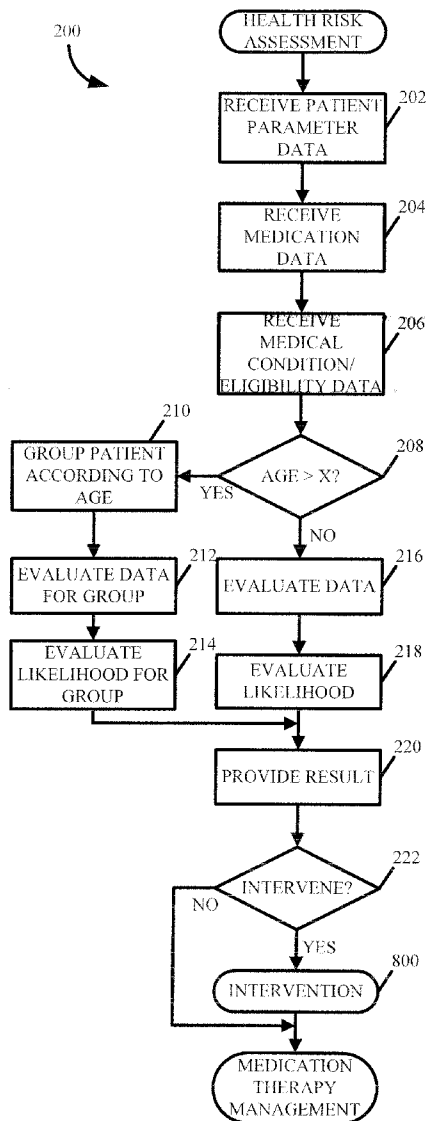 HEALTH RISK
ASSESSMENT
200
202
RECEIVE PATIENT
PARAMETER
DATA
204
RECEIVE
MEDICATION
DATA
206
RECEIVE
MEDICAL
CONDITION/
ELIGIBILITY DATA
210
GROUP PATIENT
ACCORDING TO
AGE
208
AGE > X?
YES
NO
212
EVALUATE DATA
FOR GROUP
216
EVALUATE DATA
214
EVALUATE
LIKELIHOOD FOR
GROUP
218
EVALUATE
LIKELIHOOD
220
PROVIDE RESULT
222
INTERVENE?
NO
YES
800
INTERVENTION
MEDICATION
THERAPY
MANAGEMENT